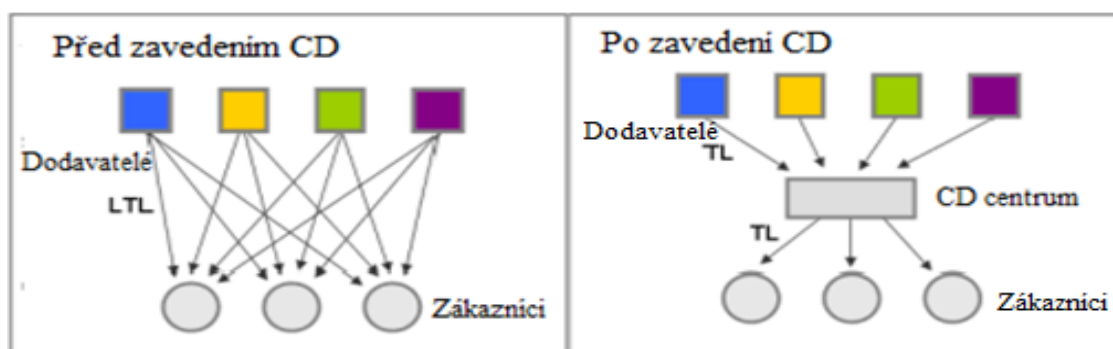 Před zavedením CD
Dodavatelé
LTL
Zákazníci
Po zavedení CD
Dodavatelé
TL
CD centrum
TL
Zákazníci